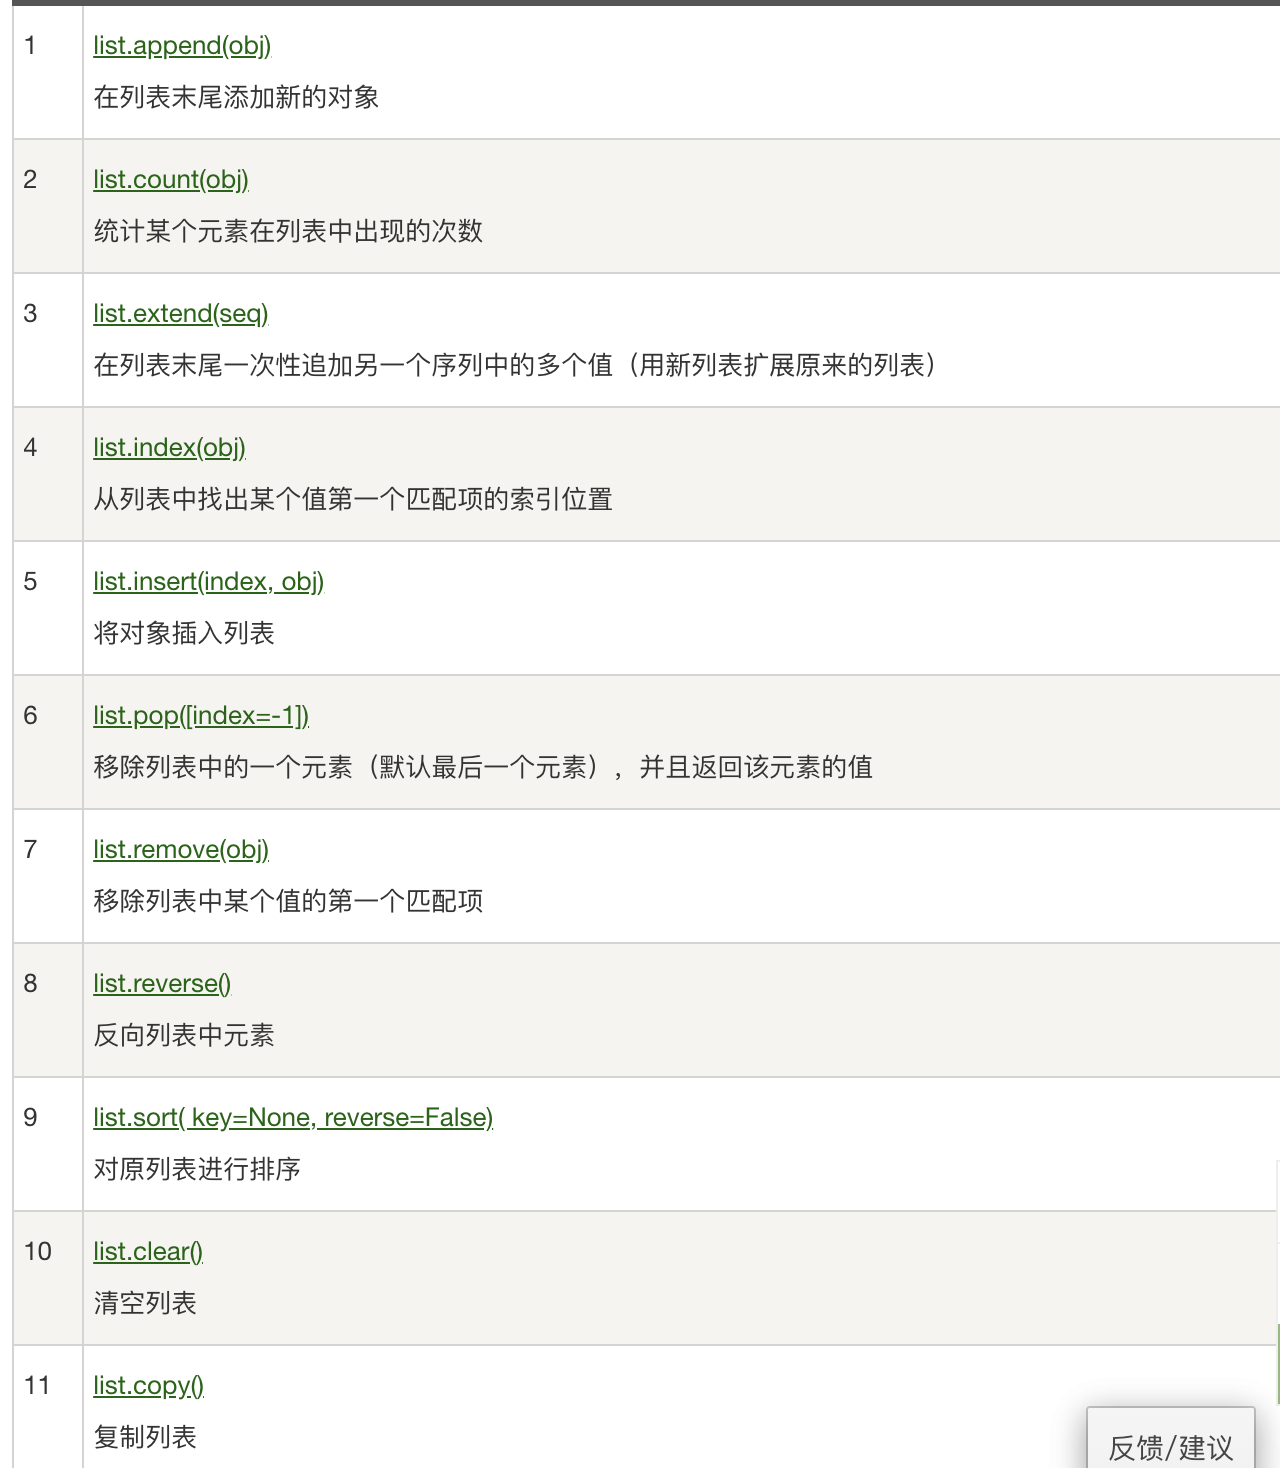 1
list.append(obj)
在列表末尾添加新的对象
2
list.count(obj)
统计某个元素在列表中出现的次数
3
list.extend(seq)
在列表末尾一次性追加另一个序列中的多个值（用新列表扩展原来的列表）
4
list.index(obj)
从列表中找出某个值第一个匹配项的索引位置
5
list.insert(index, obj)
将对象插入列表
6
list.pop([index=-1])
移除列表中的一个元素（默认最后一个元素），并且返回该元素的值
7
list.remove(obj)
移除列表中某个值的第一个匹配项
8
list.reverse()
反向列表中元素
9
list.sort( key=None, reverse=False)
对原列表进行排序
10
list.clear()
清空列表
11
list.copy()
复制列表
反馈/建议